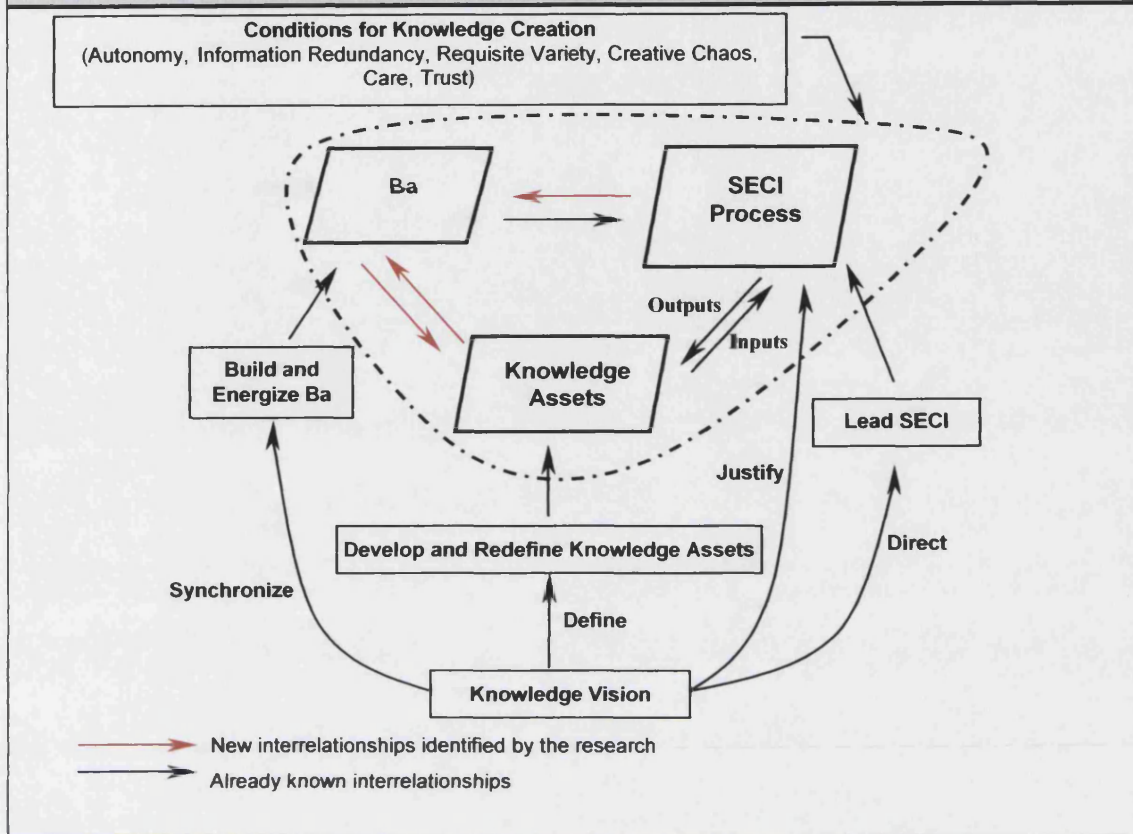 Conditions for Knowledge Creation
(Autonomy, Information Redundancy, Requisite Variety, Creative Chaos,
Care, Trust)
Ba
SECI
Process
Outputs
Inputs
Build and
Energize Ba
Knowledge
Assets
Lead SECI
Justify
Develop and Redefine Knowledge Assets
Direct
Synchronize
Define
Knowledge Vision
New interrelationships identified by the research
Already known interrelationships